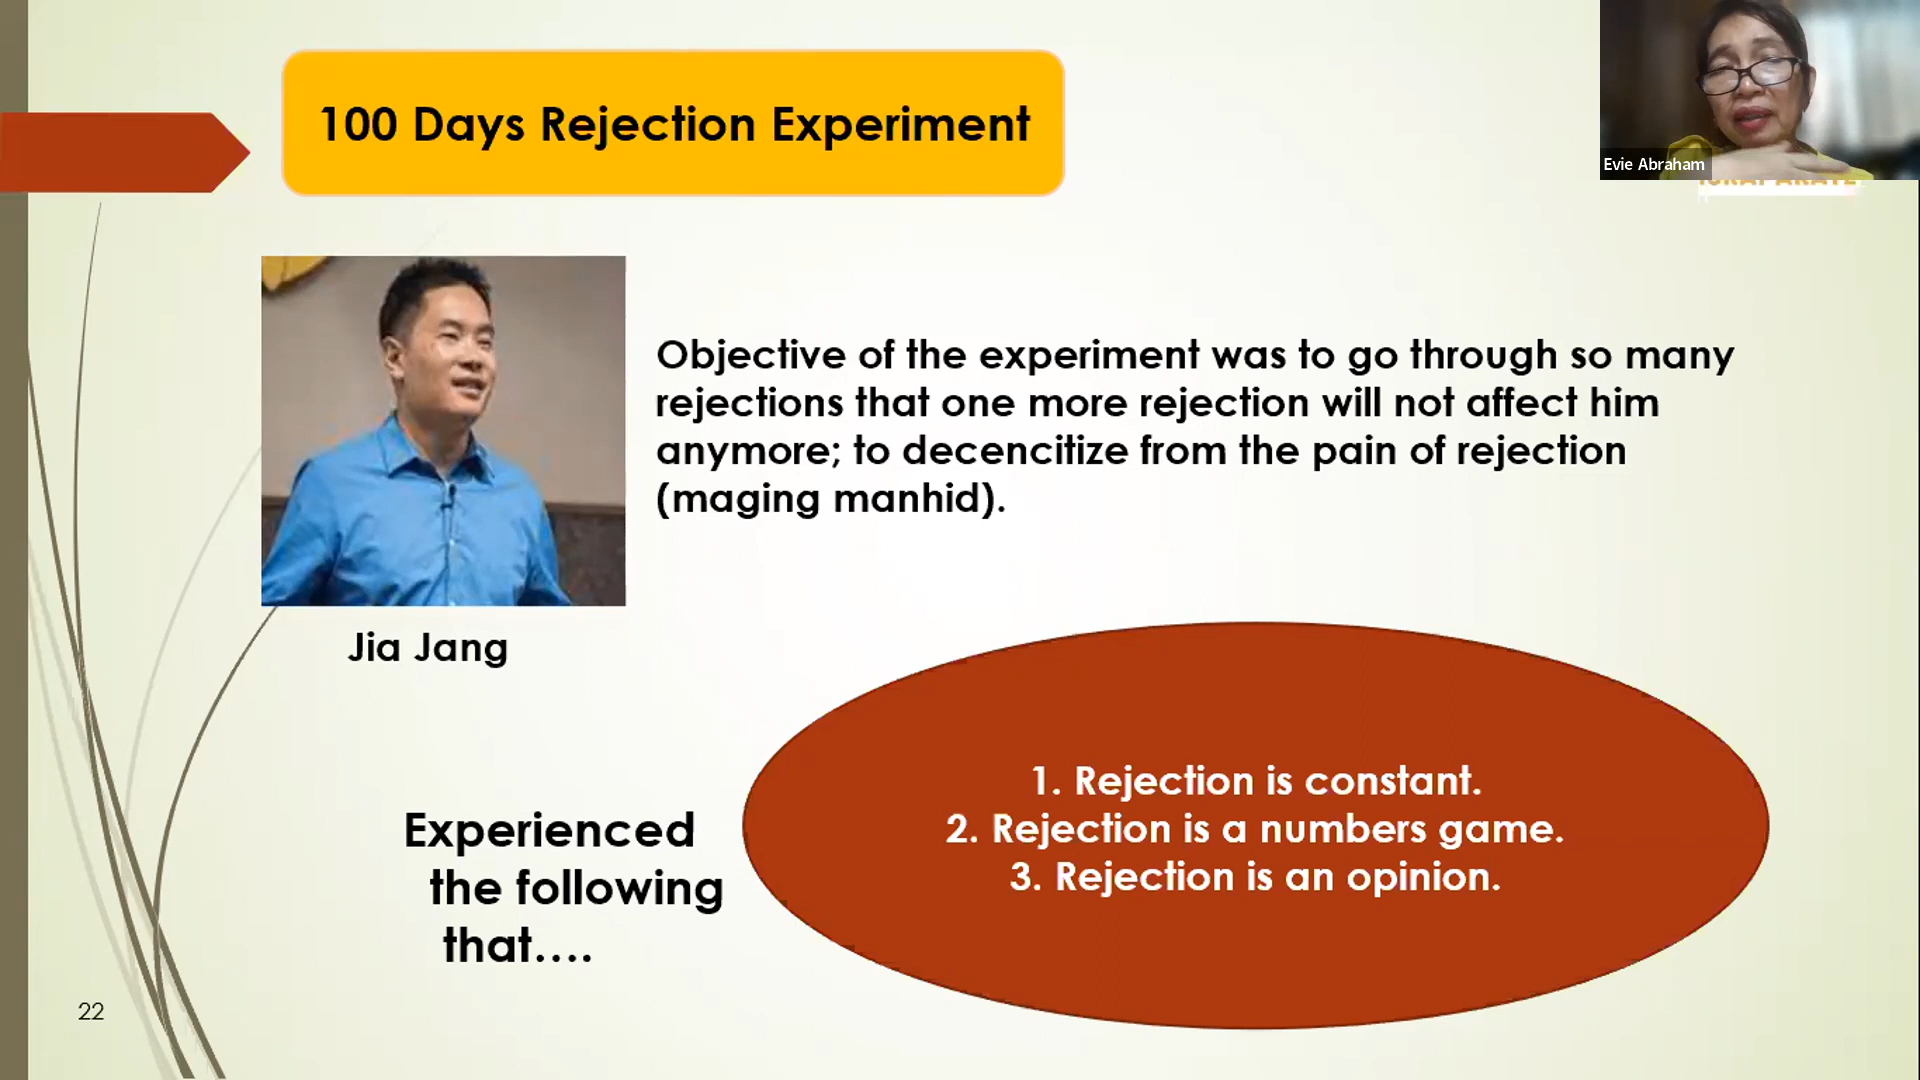 100 Days Rejection Experiment
Evie Abraham
Objective of the experiment was to go through so many
rejections that one more rejection will not affect him
anymore; to decencitize from the pain of rejection
(maging manhid).
Jia Jang
Experienced
the following
that....
1. Rejection is constant.
2. Rejection is a numbers game.
3. Rejection is an opinion.
22